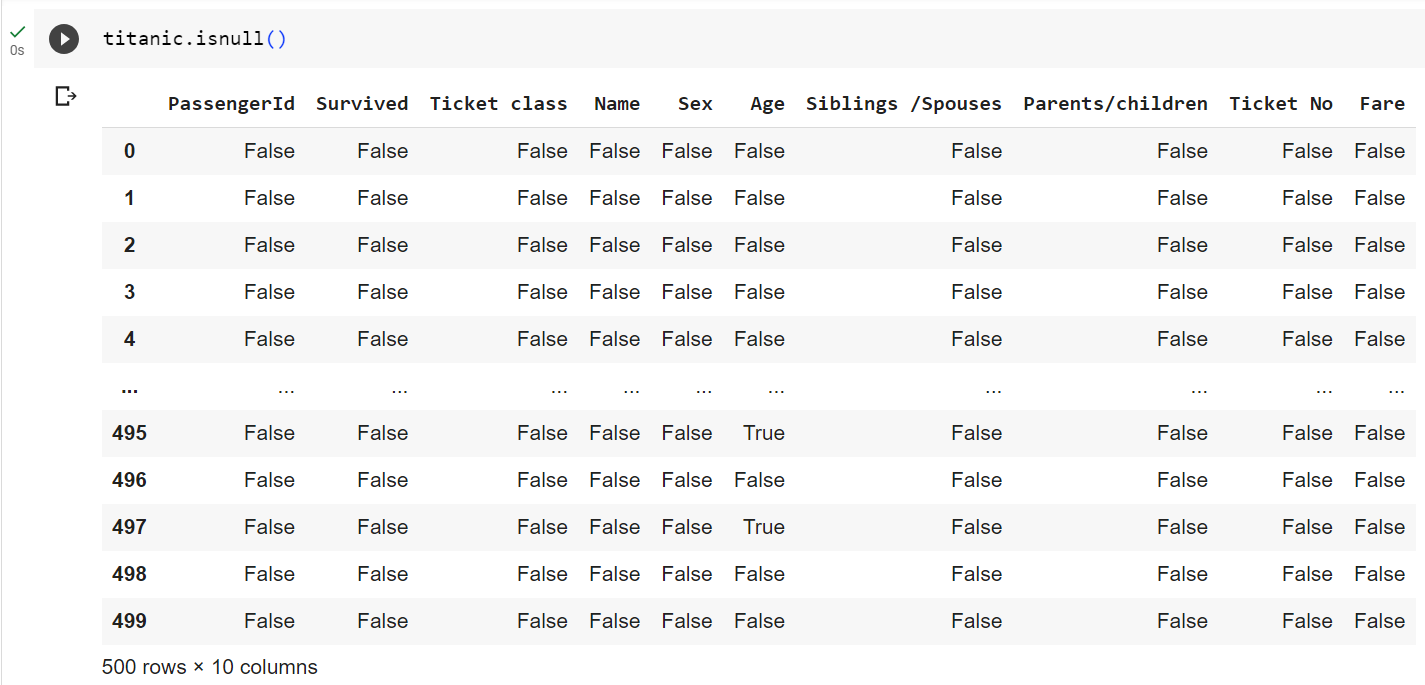 titanic.isnull()
0s
PassengerId Survived Ticket class Name Sex Age Siblings /Spouses Parents/children Ticket No Fare
0 False False False False False False False False False False
1 False False False False False False False False False False
2 False False False False False False False False False False
3 False False False False False False False False False False
4 False False False False False False False False False False
... ... ... ... ... ... ... ... ... ... ...
495 False False False False False True False False False False
496 False False False False False False False False False False
497 False False False False False True False False False False
498 False False False False False False False False False False
499 False False False False False False False False False False
500 rows × 10 columns